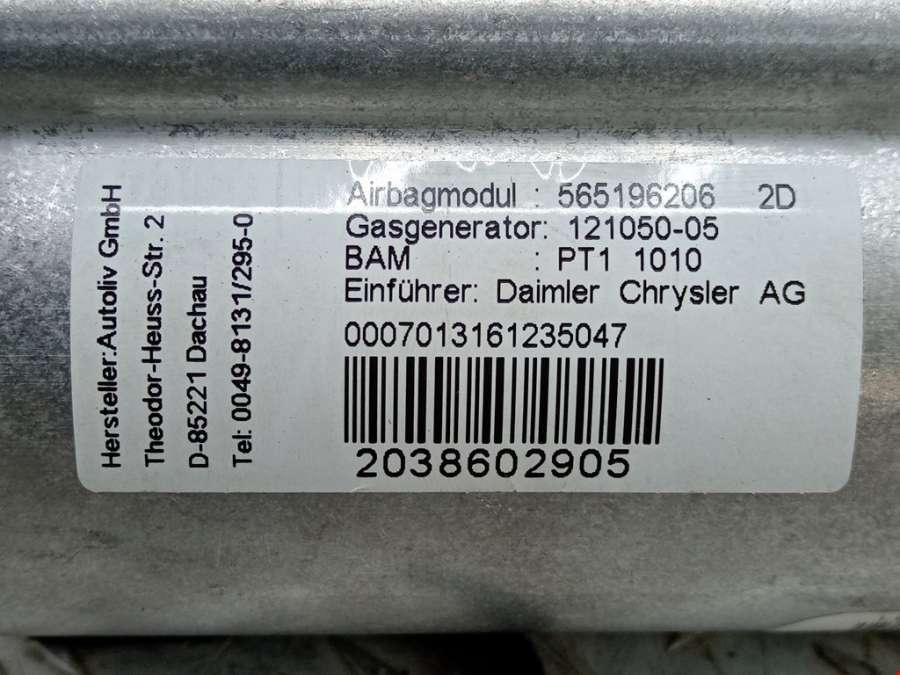 Hersteller:Autoliv GmbH
Theodor-Heuss-Str. 2
D-85221 Dachau
Tel: 0049-8131/295-0
Airbagmodul : 565196206 2D
Gasgenerator: 121050-05
BAM : PT1 1010
Einführer: Daimler Chrysler AG
0007013161235047
2038602905